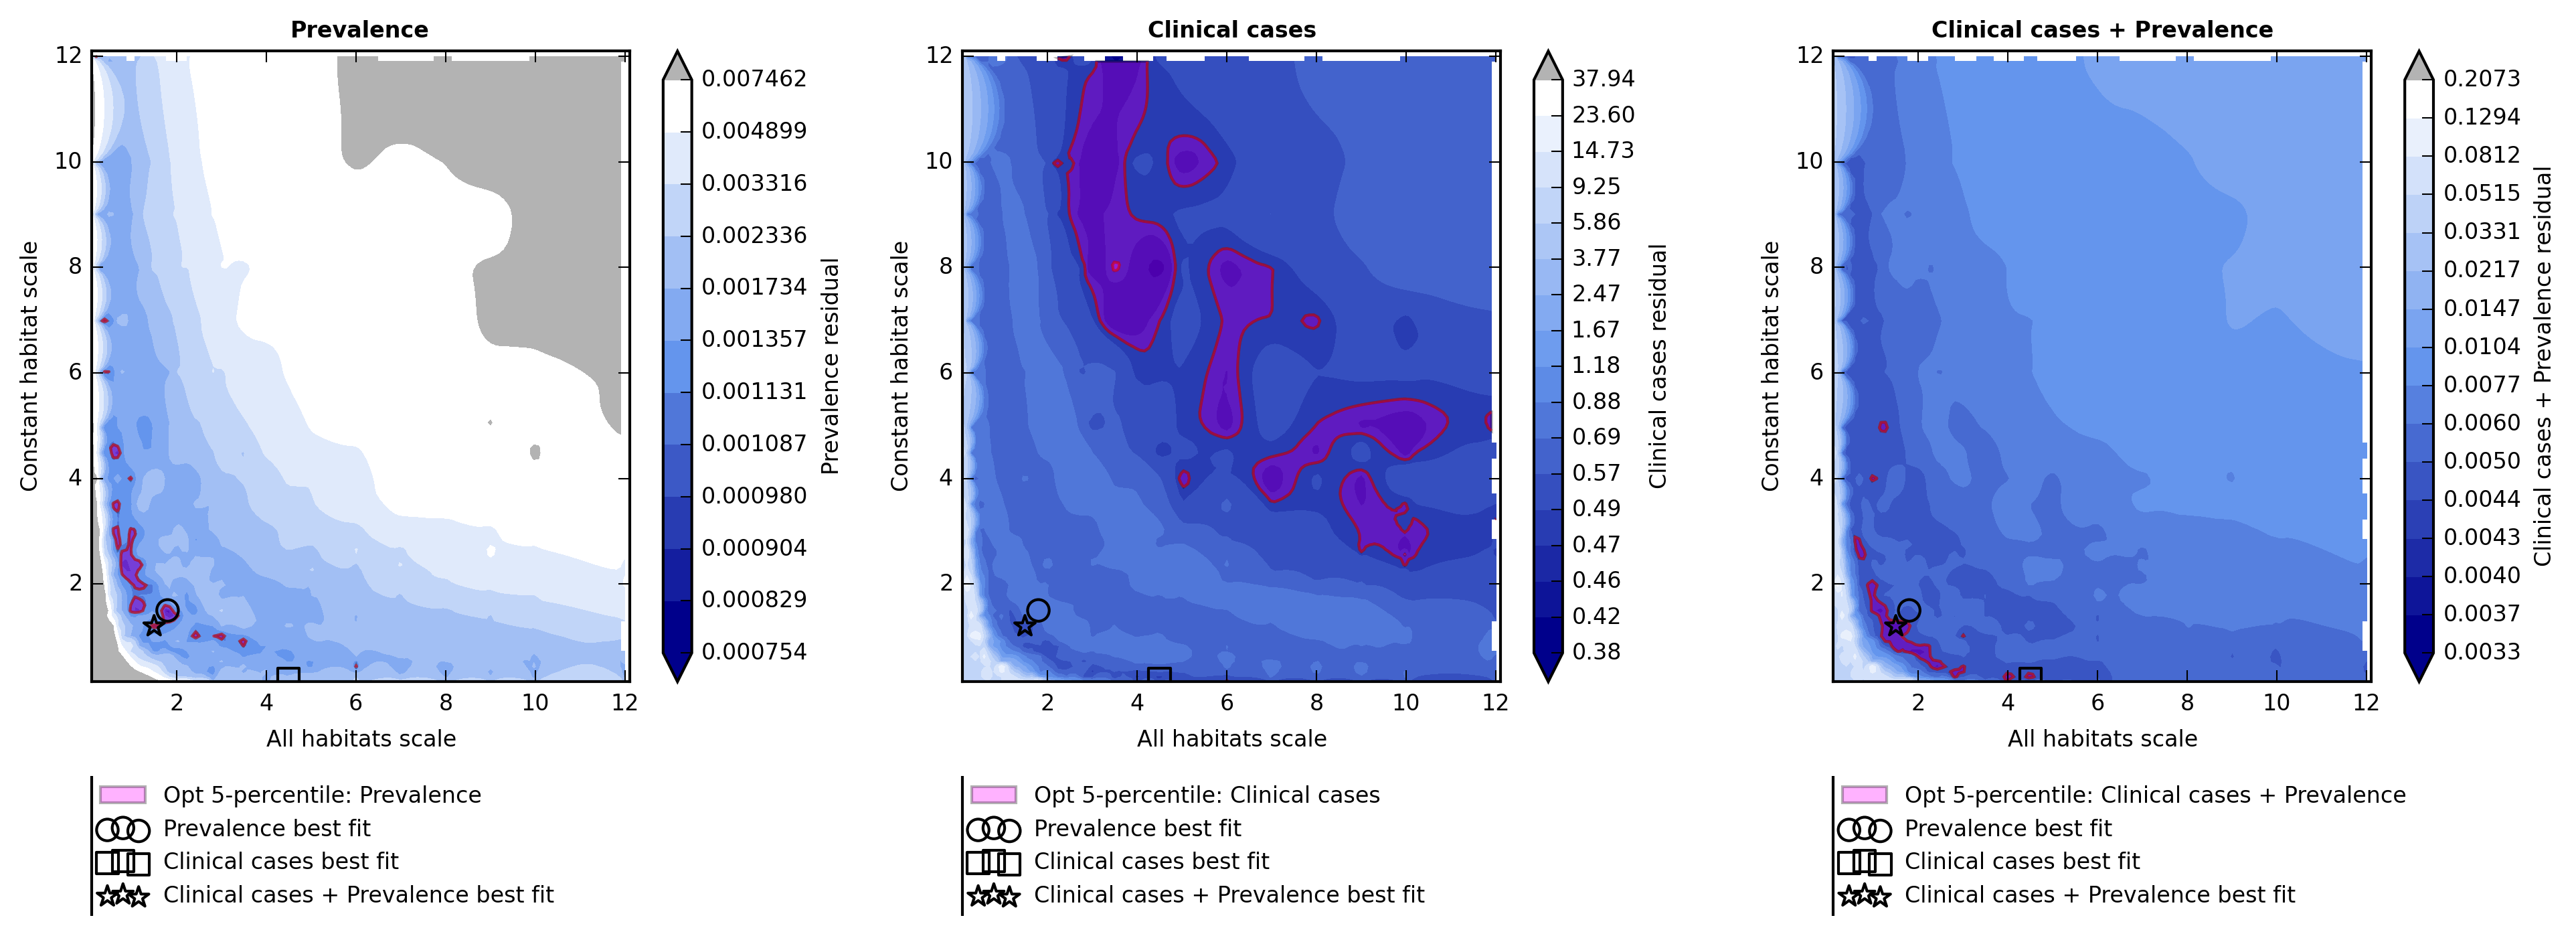 Prevalence
Constant habitat scale
12
10
8
6
4
2
2 4 6 8 10 12
All habitats scale
0.007462
0.004899
0.003316
0.002336
0.001734
0.001357
0.001131
0.001087
0.000980
0.000904
0.000829
0.000754
Prevalence residual
Opt 5-percentile: Prevalence
Prevalence best fit
Clinical cases best fit
Clinical cases + Prevalence best fit
Clinical cases
Constant habitat scale
12
10
8
6
4
2
2 4 6 8 10 12
All habitats scale
37.94
23.60
14.73
9.25
5.86
3.77
2.47
1.67
1.18
0.88
0.69
0.57
0.49
0.47
0.46
0.42
0.38
Clinical cases residual
Opt 5-percentile: Clinical cases
Prevalence best fit
Clinical cases best fit
Clinical cases + Prevalence best fit
Clinical cases + Prevalence
Constant habitat scale
12
10
8
6
4
2
2 4 6 8 10 12
All habitats scale
0.2073
0.1294
0.0812
0.0515
0.0331
0.0217
0.0147
0.0104
0.0077
0.0060
0.0050
0.0044
0.0043
0.0040
0.0037
0.0033
Clinical cases + Prevalence residual
Opt 5-percentile: Clinical cases + Prevalence
Prevalence best fit
Clinical cases best fit
Clinical cases + Prevalence best fit